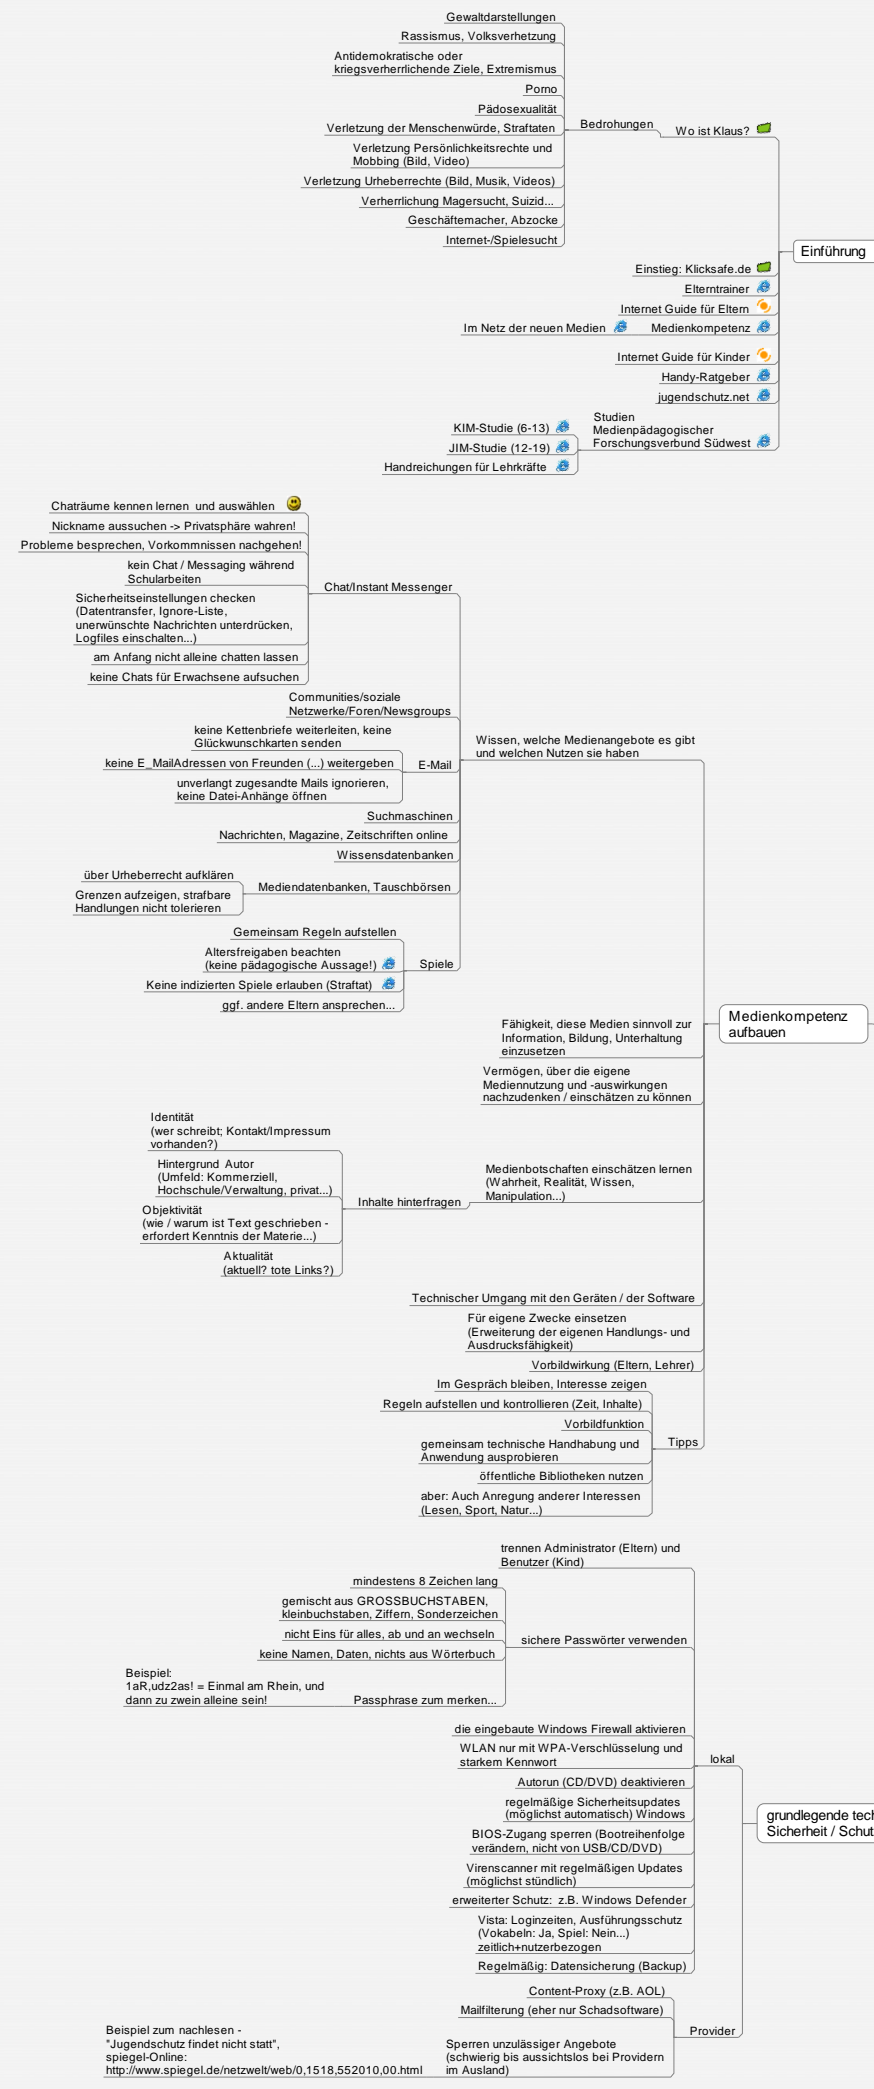 Gewaltdarstellungen
Rassismus, Volksverhetzung
Antidemokratische oder
kriegsverherrlichende Ziele, Extremismus
Porno
Pädosexualität
Verletzung der Menschenwürde, Straftaten
Verletzung Persönlichkeitsrechte und
Mobbing (Bild, Video)
Verletzung Urheberrechte (Bild, Musik, Videos)
Verherrlichung Magersucht, Suizid...
Geschäftemacher, Abzocke
Internet-/Spielesucht
Bedrohungen
Wo ist Klaus?
Einführung
Einstieg: Klicksafe.de
Elterntrainer
Internet Guide für Eltern
Im Netz der neuen Medien
Medienkompetenz
Internet Guide für Kinder
Handy-Ratgeber
jugendschutz.net
Studien
Medienpädagogischer
Forschungsverbund Südwest
KIM-Studie (6-13)
JIM-Studie (12-19)
Handreichungen für Lehrkräfte
Chaträume kennen lernen  und auswählen
Nickname aussuchen -> Privatsphäre wahren!
Probleme besprechen, Vorkommnissen nachgehen!
kein Chat / Messaging während
Schularbeiten
Sicherheitseinstellungen checken
(Datentransfer, Ignore-Liste,
unerwünschte Nachrichten unterdrücken,
Logfiles einschalten...)
am Anfang nicht alleine chatten lassen
keine Chats für Erwachsene aufsuchen
Chat/Instant Messenger
Communities/soziale
Netzwerke/Foren/Newsgroups
keine Kettenbriefe weiterleiten, keine
Glückwunschkarten senden
keine E_MailAdressen von Freunden (...) weitergeben
unverlangt zugesandte Mails ignorieren,
keine Datei-Anhänge öffnen
E-Mail
Wissen, welche Medienangebote es gibt
und welchen Nutzen sie haben
Suchmaschinen
Nachrichten, Magazine, Zeitschriften online
Wissensdatenbanken
über Urheberrecht aufklären
Grenzen aufzeigen, strafbare
Handlungen nicht tolerieren
Mediendatenbanken, Tauschbörsen
Gemeinsam Regeln aufstellen
Altersfreigaben beachten
(keine pädagogische Aussage!)
Keine indizierten Spiele erlauben (Straftat)
ggf. andere Eltern ansprechen...
Spiele
Medienkompetenz
aufbauen
Fähigkeit, diese Medien sinnvoll zur
Information, Bildung, Unterhaltung
einzusetzen
Vermögen, über die eigene
Mediennutzung und -auswirkungen
nachzudenken / einschätzen zu können
Identität
(wer schreibt; Kontakt/Impressum
vorhanden?)
Hintergrund  Autor
(Umfeld: Kommerziell,
Hochschule/Verwaltung, privat...)
Objektivität
(wie / warum ist Text geschrieben -
erfordert Kenntnis der Materie...)
Aktualität
(aktuell? tote Links?)
Inhalte hinterfragen
Medienbotschaften einschätzen lernen
(Wahrheit, Realität, Wissen,
Manipulation...)
Technischer Umgang mit den Geräten / der Software
Für eigene Zwecke einsetzen
(Erweiterung der eigenen Handlungs- und
Ausdrucksfähigkeit)
Vorbildwirkung (Eltern, Lehrer)
Im Gespräch bleiben, Interesse zeigen
Regeln aufstellen und kontrollieren (Zeit, Inhalte)
Vorbildfunktion
gemeinsam technische Handhabung und
Anwendung ausprobieren
öffentliche Bibliotheken nutzen
aber: Auch Anregung anderer Interessen
(Lesen, Sport, Natur...)
Tipps
trennen Administrator (Eltern) und
Benutzer (Kind)
mindestens 8 Zeichen lang
gemischt aus GROSSBUCHSTABEN,
kleinbuchstaben, Ziffern, Sonderzeichen
nicht Eins für alles, ab und an wechseln
keine Namen, Daten, nichts aus Wörterbuch
Beispiel:
1aR,udz2as! = Einmal am Rhein, und
dann zu zwein alleine sein!
Passphrase zum merken...
sichere Passwörter verwenden
die eingebaute Windows Firewall aktivieren
WLAN nur mit WPA-Verschlüsselung und
starkem Kennwort
Autorun (CD/DVD) deaktivieren
regelmäßige Sicherheitsupdates
(möglichst automatisch) Windows
BIOS-Zugang sperren (Bootreihenfolge
verändern, nicht von USB/CD/DVD)
Virenscanner mit regelmäßigen Updates
(möglichst stündlich)
erweiterter Schutz:  z.B. Windows Defender
Vista: Loginzeiten, Ausführungsschutz
(Vokabeln: Ja, Spiel: Nein...)
zeitlich+nutzerbezogen
Regelmäßig: Datensicherung (Backup)
lokal
grundlegende tech
Sicherheit / Schut
Content-Proxy (z.B. AOL)
Mailfilterung (eher nur Schadsoftware)
Provider
Beispiel zum nachlesen -
"Jugendschutz findet nicht statt",
spiegel-Online:
http://www.spiegel.de/netzwelt/web/0,1518,552010,00.html
Sperren unzulässiger Angebote
(schwierig bis aussichtslos bei Providern
im Ausland)